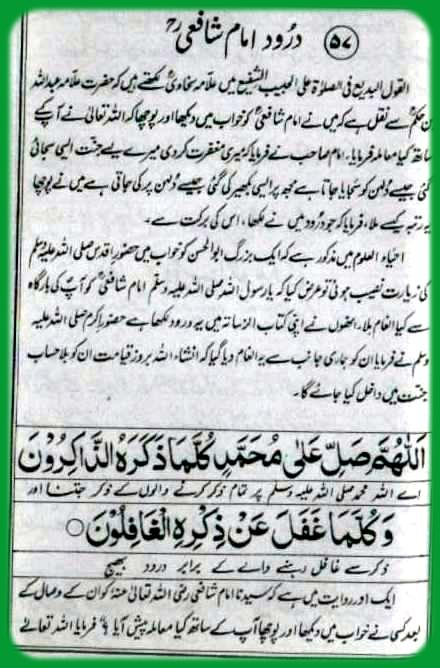 ۵۷ درُود امام شافعیؒ
القول البدیع فی الصلاۃ علی الحبیب الشفیع میں علامہ سخاویؒ لکھتے ہیں کہ حضرت علامہ عبداللہ
بن حکمؒ سے نقل ہے کہ میں نے امام شافعیؒ کو خواب میں دیکھا اور پوچھا کہ اللہ تعالیٰ نے آپ کے
ساتھ کیا معاملہ فرمایا۔ امام صاحب نے فرمایا کہ میری مغفرت کر دی میرے لیے جنّت ایسی سجائی
گئی جیسے دُلہن کو سجایا جاتا ہے مجھ پر ایسی بکھیر کی گئی جیسے دُلہن پر کی جاتی ہے میں نے پوچھا
یہ رتبہ کیسے ملا، فرمایا کہ جو درُود میں نے لکھا، اس کی برکت سے۔
احیاء العلوم میں مذکور ہے کہ ایک بزرگ ابوالحسن کو خواب میں حضورِ اقدس صلی اللہ علیہ وسلم
کی زیارت نصیب ہوئی تو عرض کیا کہ یا رسول اللہ صلی اللہ علیہ وسلم امام شافعیؒ کو آپؐ کی بارگاہ
سے کیا انعام ملا، انھوں نے اپنی کتاب الرسالۃ میں یہ درود لکھا ہے حضورِ اکرم صلی اللہ علیہ
وسلم نے فرمایا ان کو ہماری جانب سے یہ انعام دیا گیا کہ انشاء اللہ بروز قیامت ان کو بلا حساب
جنّت میں داخل کیا جائے گا۔
اَللّٰهُمَّ صَلِّ عَلٰى مُحَمَّدٍ كُلَّمَا ذَكَرَهُ الذَّاكِرُوْنَ
اے اللہ محمد صلی اللہ علیہ وسلم پر تمام ذکر کرنے والوں کے ذکر جتنا اور
وَكُلَّمَا غَفَلَ عَنْ ذِكْرِهِ الْغَافِلُوْنَ ○
ذکر سے غافل رہنے والے کے برابر درود بھیج
ایک اور روایت میں ہے کہ سیدنا امام شافعی رضی اللہ تعالیٰ عنہٗ کو ان کے وصال کے
بعد کسی نے خواب میں دیکھا اور پوچھا آپ کے ساتھ کیا معاملہ پیش آیا ؟ فرمایا اللہ تعالےٰ